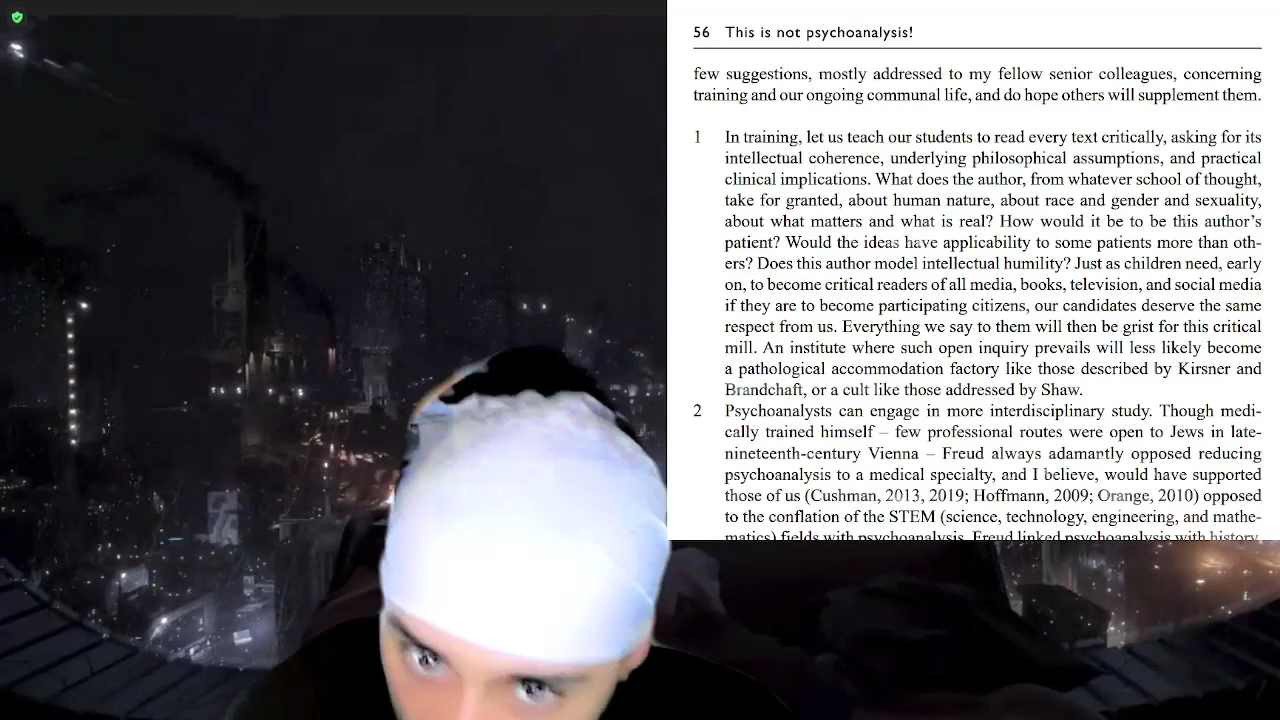 56 This is not psychoanalysis!
few suggestions, mostly addressed to my fellow senior colleagues, concerning
training and our ongoing communal life, and do hope others will supplement them.
1 In training, let us teach our students to read every text critically, asking for its
intellectual coherence, underlying philosophical assumptions, and practical
clinical implications. What does the author, from whatever school of thought,
take for granted, about human nature, about race and gender and sexuality,
about what matters and what is real? How would it be to be this author's
patient? Would the ideas have applicability to some patients more than oth-
ers? Does this author model intellectual humility? Just as children need, early
on, to become critical readers of all media, books, television, and social media
if they are to become participating citizens, our candidates deserve the same
respect from us. Everything we say to them will then be grist for this critical
mill. An institute where such open inquiry prevails will less likely become
a pathological accommodation factory like those described by Kirsner and
Brandchaft, or a cult like those addressed by Shaw.
2 Psychoanalysts can engage in more interdisciplinary study. Though medi-
cally trained himself – few professional routes were open to Jews in late-
nineteenth-century Vienna – Freud always adamantly opposed reducing
psychoanalysis to a medical specialty, and I believe, would have supported
those of us (Cushman, 2013, 2019; Hoffmann, 2009; Orange, 2010) opposed
to the conflation of the STEM (science, technology, engineering, and mathe-
matics) fields with psychoanalysis. Freud linked psychoanalysis with history,